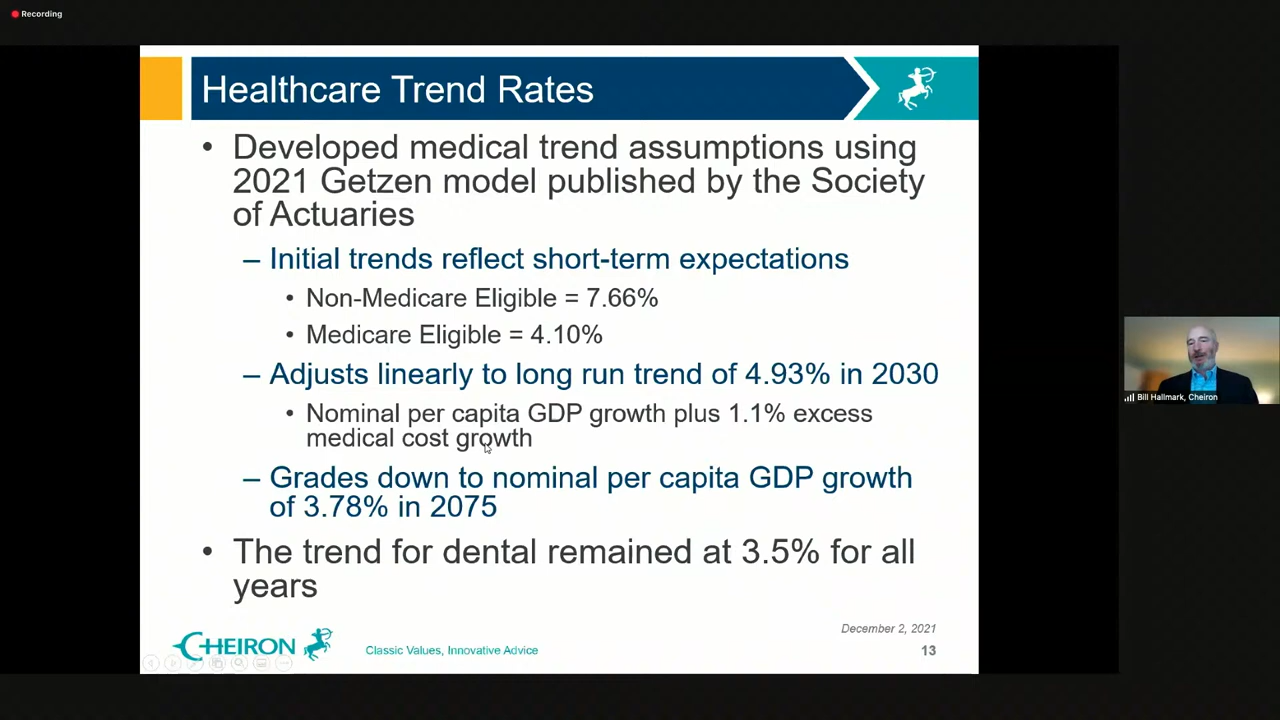 Recording
Healthcare Trend Rates
• Developed medical trend assumptions using
2021 Getzen model published by the Society
of Actuaries
– Initial trends reflect short-term expectations
• Non-Medicare Eligible = 7.66%
• Medicare Eligible = 4.10%
– Adjusts linearly to long run trend of 4.93% in 2030
• Nominal per capita GDP growth plus 1.1% excess
medical cost growth
– Grades down to nominal per capita GDP growth
of 3.78% in 2075
• The trend for dental remained at 3.5% for all
years
Bill Hallmark, Cheiron
December 2, 2021
CHEIRON
Classic Values, Innovative Advice
13